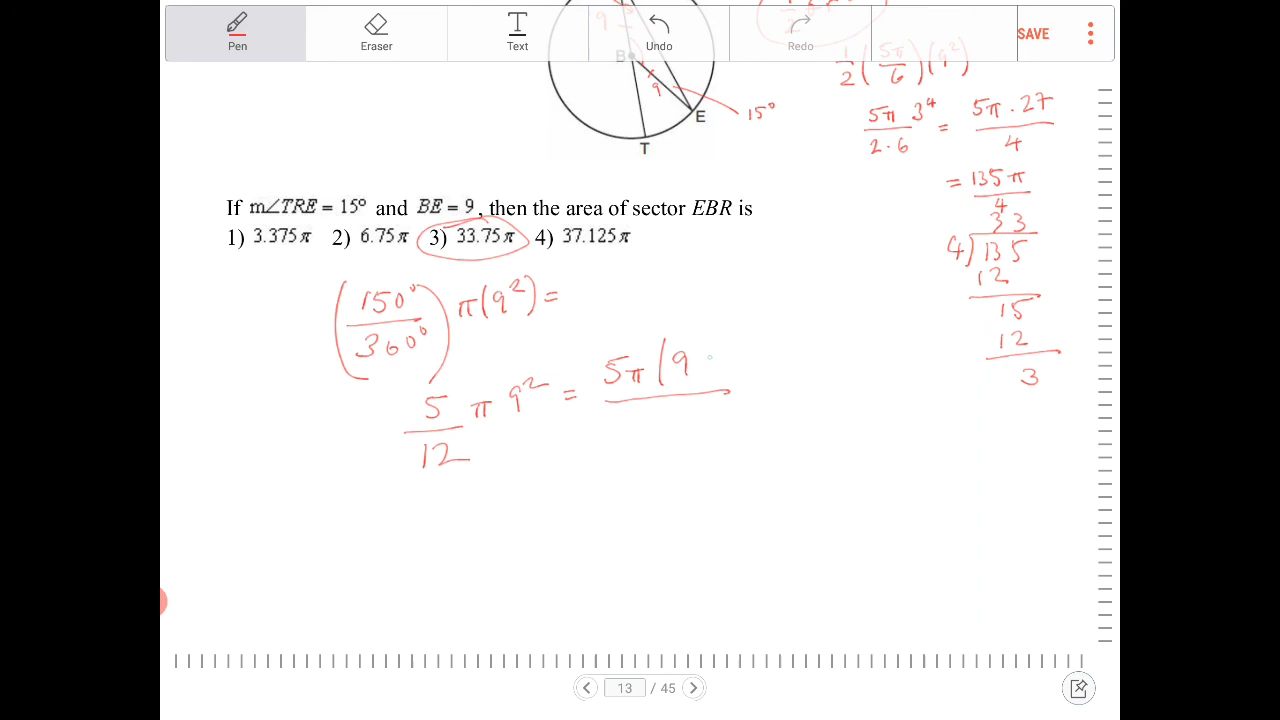 Pen Eraser Text Undo Redo SAVE
9
B
9
15°
E
T
1/2 (5π/6)(9²)
5π 3⁴ / 2·6 = 5π · 27 / 4
= 135π / 4
33
4)135
12
15
12
3
If m∠TRE = 15° and BE = 9, then the area of sector EBR is
1) 3.375π 2) 6.75π 3) 33.75π 4) 37.125π
(150° / 360°) π(9²) =
5/12 π 9² = 5π(9
13 / 45